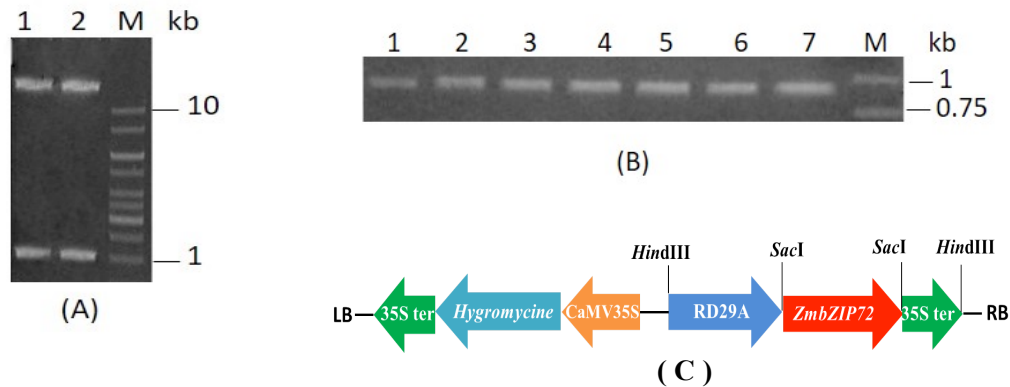 1 2 M kb
10
1
(A)
1 2 3 4 5 6 7 M kb
1
0.75
(B)
HindIII SacI SacI HindIII
LB 35S ter Hygromycine CaMV35S RD29A ZmbZIP72 35S ter RB
( C )